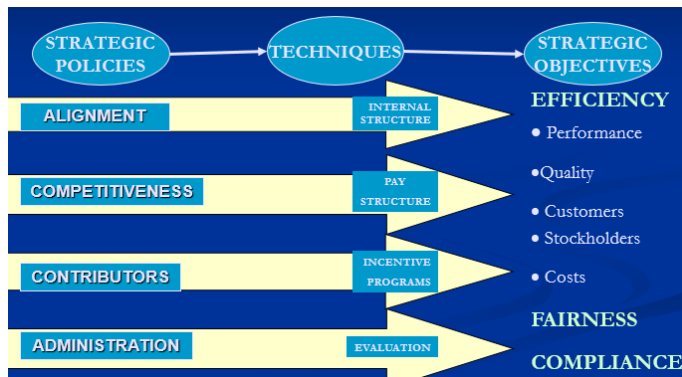 STRATEGIC
POLICIES
TECHNIQUES
STRATEGIC
OBJECTIVES
ALIGNMENT
INTERNAL
STRUCTURE
COMPETITIVENESS
PAY
STRUCTURE
CONTRIBUTORS
INCENTIVE
PROGRAMS
ADMINISTRATION
EVALUATION
EFFICIENCY
• Performance
•Quality
• Customers
• Stockholders
• Costs
FAIRNESS
COMPLIANCE